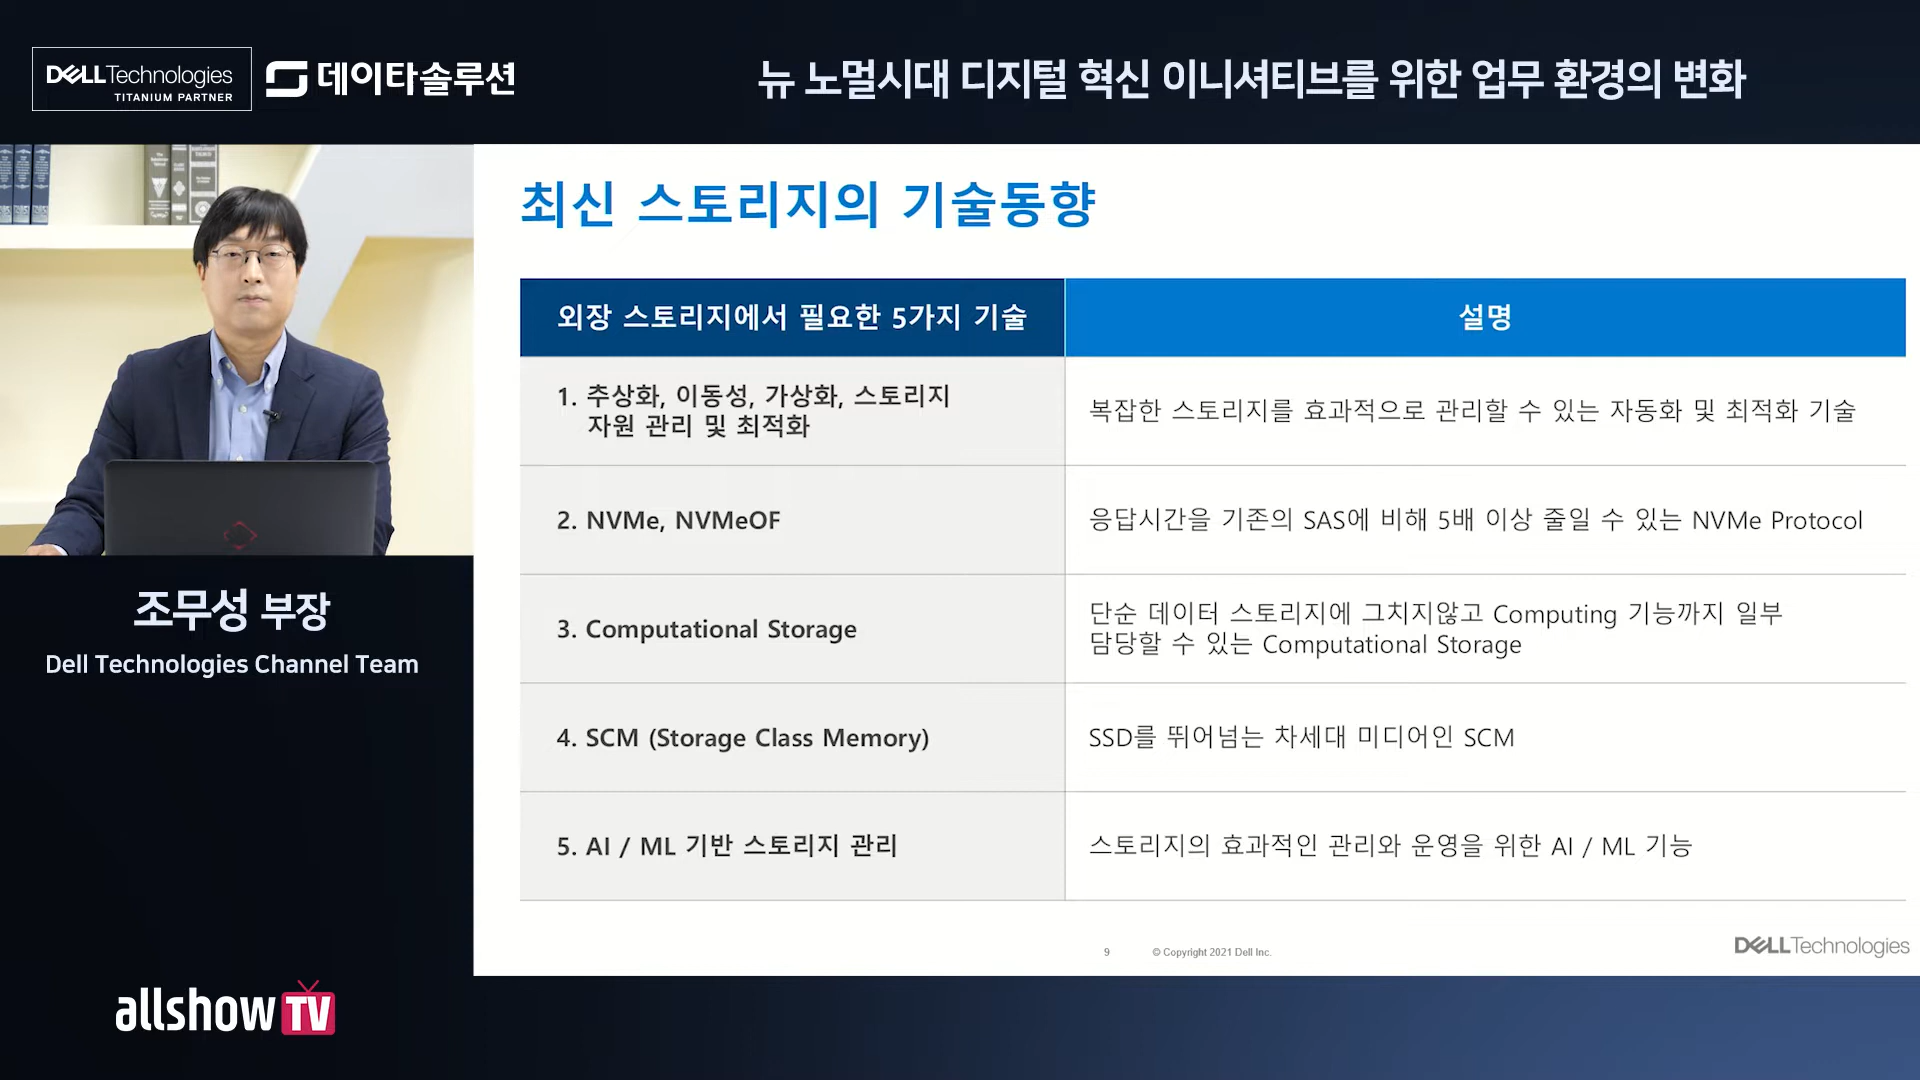 DELLTechnologies
TITANIUM PARTNER
데이타솔루션
뉴 노멀시대 디지털 혁신 이니셔티브를 위한 업무 환경의 변화
최신 스토리지의 기술동향
외장 스토리지에서 필요한 5가지 기술
설명
1. 추상화, 이동성, 가상화, 스토리지
자원 관리 및 최적화
복잡한 스토리지를 효과적으로 관리할 수 있는 자동화 및 최적화 기술
2. NVMe, NVMeOF
응답시간을 기존의 SAS에 비해 5배 이상 줄일 수 있는 NVMe Protocol
3. Computational Storage
단순 데이터 스토리지에 그치지않고 Computing 기능까지 일부
담당할 수 있는 Computational Storage
4. SCM (Storage Class Memory)
SSD를 뛰어넘는 차세대 미디어인 SCM
5. AI / ML 기반 스토리지 관리
스토리지의 효과적인 관리와 운영을 위한 AI / ML 기능
9
© Copyright 2021 Dell Inc.
DELLTechnologies
조무성 부장
Dell Technologies Channel Team
allshowTV